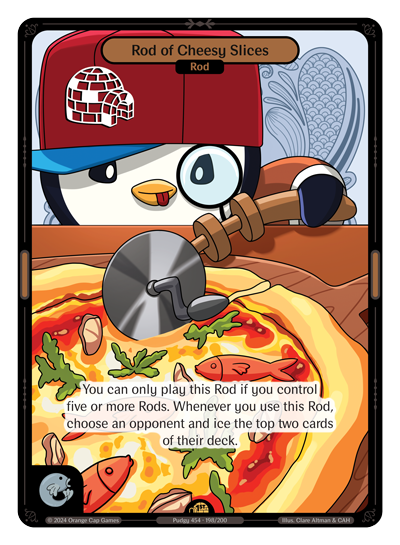 Rod of Cheesy Slices
Rod
You can only play this Rod if you control
five or more Rods. Whenever you use this Rod,
choose an opponent and ice the top two cards
of their deck.
© 2024 Orange Cap Games
Pudgy 454 · 198/200
Illus. Clare Altman & CAH